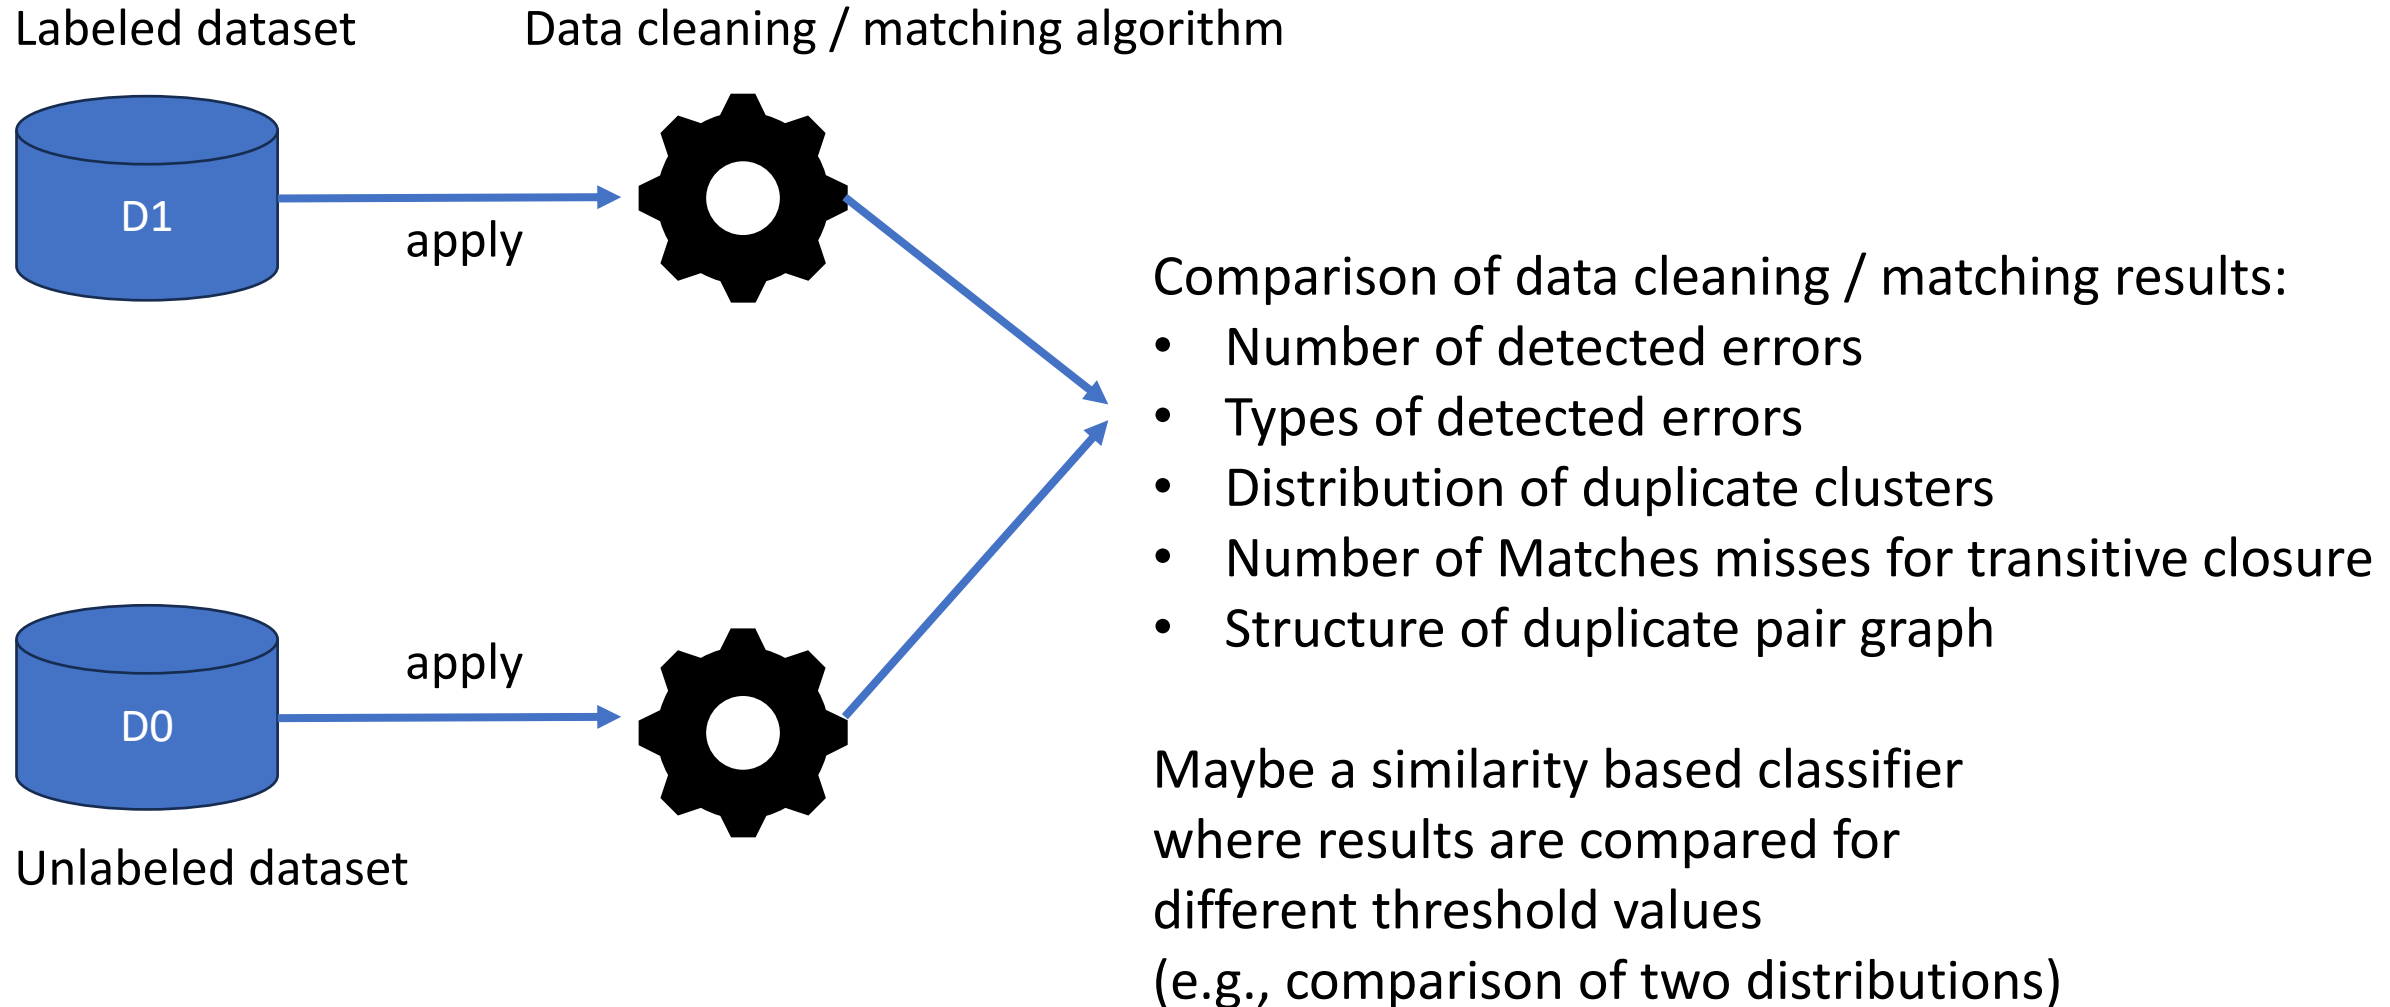 Labeled dataset
Data cleaning / matching algorithm
D1
apply
D0
apply
Unlabeled dataset
Comparison of data cleaning / matching results:
• Number of detected errors
• Types of detected errors
• Distribution of duplicate clusters
• Number of Matches misses for transitive closure
• Structure of duplicate pair graph
Maybe a similarity based classifier
where results are compared for
different threshold values
(e.g., comparison of two distributions)